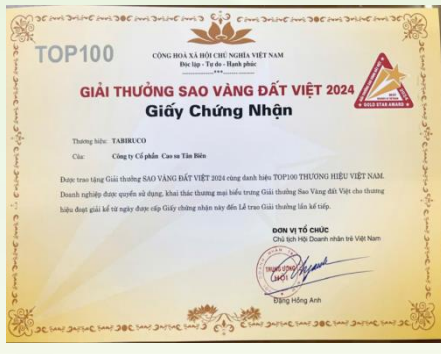 TOP100
CỘNG HOÀ XÃ HỘI CHỦ NGHĨA VIỆT NAM
Độc lập - Tự do - Hạnh phúc
GIẢI THƯỞNG SAO VÀNG ĐẤT VIỆT 2024
Giấy Chứng Nhận
GOLD STAR AWARD
Thương hiệu: TABIRUCO
Của: Công ty Cổ phần Cao su Tân Biên
Được trao tặng Giải thưởng SAO VÀNG ĐẤT VIỆT 2024 cùng danh hiệu TOP100 THƯƠNG HIỆU VIỆT NAM.
Doanh nghiệp được quyền sử dụng, khai thác thương mại biểu trưng Giải thưởng Sao Vàng đất Việt cho thương
hiệu đoạt giải kể từ ngày được cấp Giấy chứng nhận này đến Lễ trao Giải thưởng lần kế tiếp.
ĐƠN VỊ TỔ CHỨC
Chủ tịch Hội Doanh nhân trẻ Việt Nam
TRUNG ƯƠNG
Đặng Hồng Anh